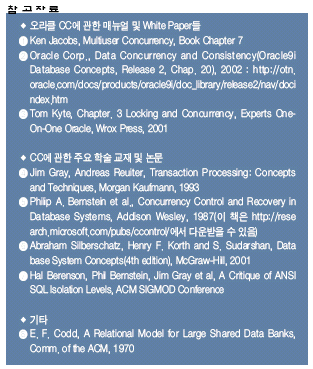 참 고 자 료
◆ 오라클 CC에 관한 매뉴얼 및 White Paper들
● Ken Jacobs, Multiuser Concurrency, Book Chapter 7
● Oracle Corp., Data Concurrency and Consistency(Oracle9i
Database Concepts, Release 2, Chap. 20), 2002 : http://otn.
oracle.com/docs/products/oracle9i/doc_library/release2/nav/doci
ndex.htm
● Tom Kyte, Chapter. 3 Locking and Concurrency, Experts One-
On-One Oracle, Wrox Press, 2001
◆ CC에 관한 주요 학술 교재 및 논문
● Jim Gray, Andreas Reuiter, Transaction Processing: Concepts
and Techniques, Morgan Kaufmann, 1993
● Philip A. Bernstein et al., Concurrency Control and Recovery in
Database Systems, Addison Wesley, 1987(이 책은 http://rese
arch.microsoft.com/pubs/ccontrol/에서 다운받을 수 있음)
● Abraham Silberschatz, Henry F. Korth and S. Sudarshan, Data
base System Concepts(4th edition), McGraw-Hill, 2001
● Hal Berenson, Phil Bernstein, Jim Gray et al, A Critique of ANSI
SQL Isolation Levels, ACM SIGMOD Conference
◆ 기타
● E. F. Codd, A Relational Model for Large Shared Data Banks,
Comm. of the ACM, 1970